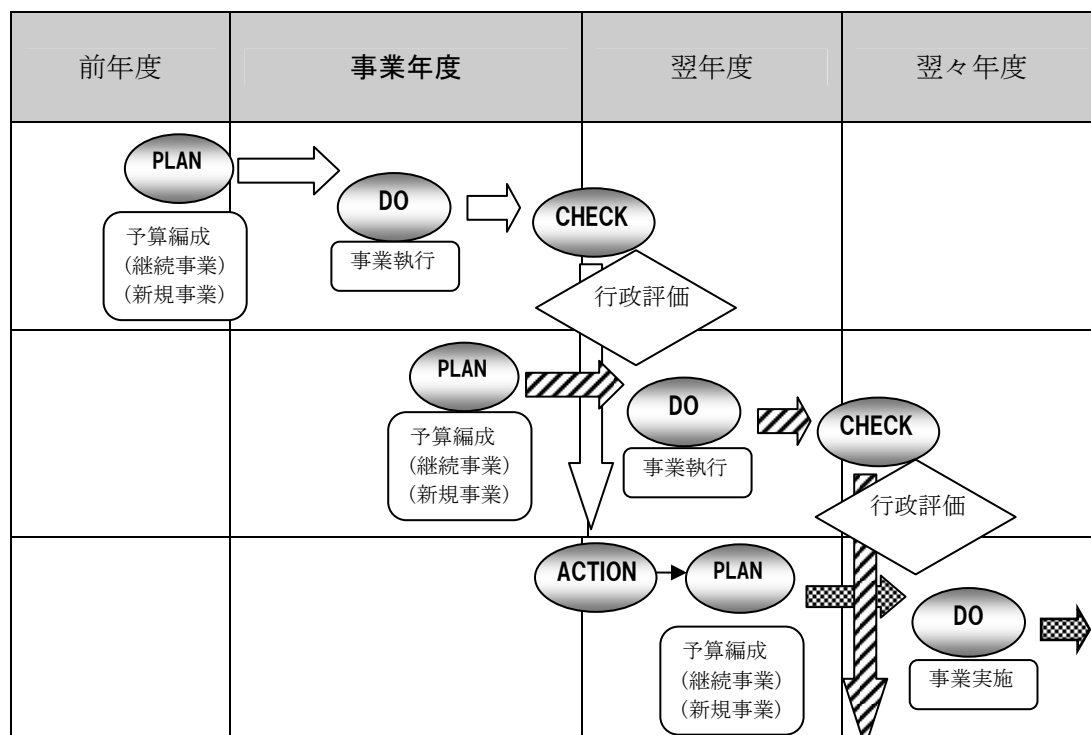 前年度
事業年度
翌年度
翌々年度
PLAN
DO
CHECK
予算編成
(継続事業)
(新規事業)
事業執行
行政評価
PLAN
DO
CHECK
予算編成
(継続事業)
(新規事業)
事業執行
行政評価
ACTION
PLAN
DO
予算編成
(継続事業)
(新規事業)
事業実施